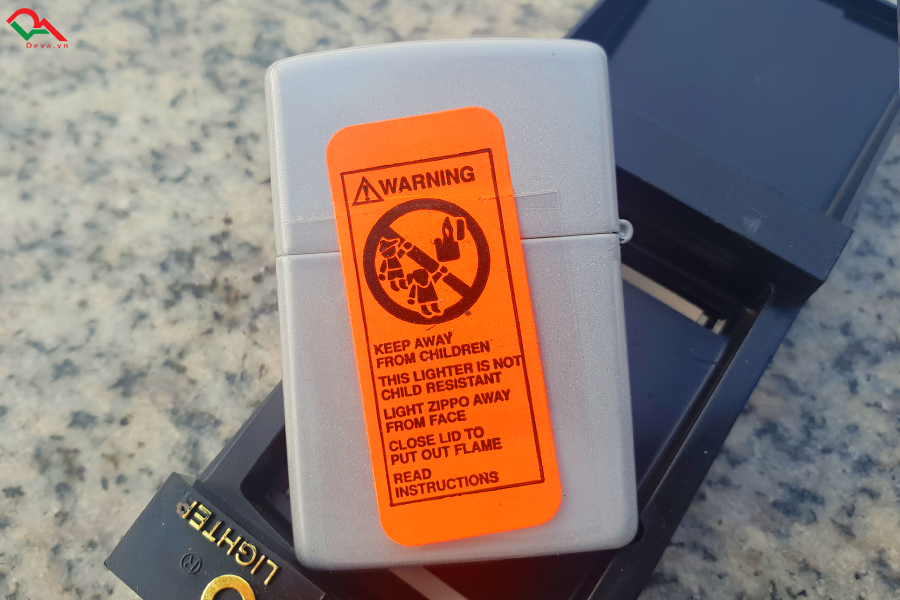 Deva.vn
WARNING
KEEP AWAY
FROM CHILDREN
THIS LIGHTER IS NOT
CHILD RESISTANT
LIGHT ZIPPO AWAY
FROM FACE
CLOSE LID TO
PUT OUT FLAME
READ
INSTRUCTIONS
LIGHTER
®